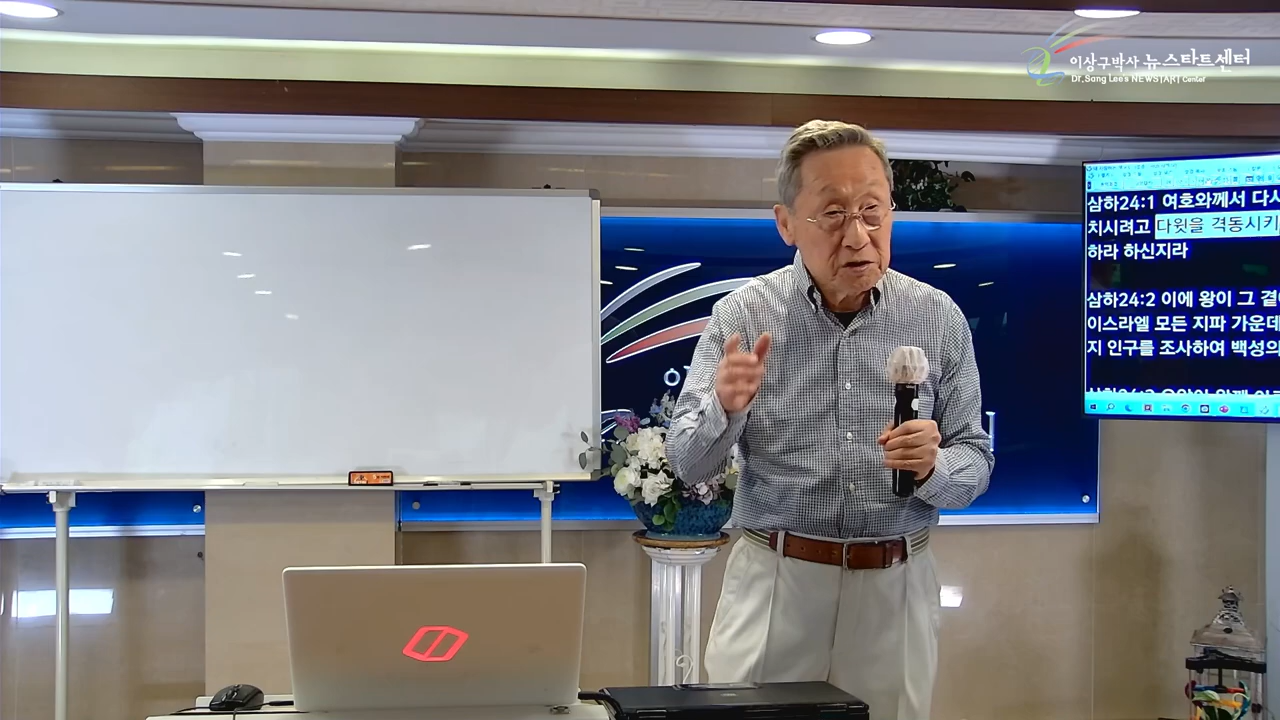 이상구박사 뉴스타트센터
Dr.Sang Lee's NEWSTART Center
삼하24:1 여호와께서 다시
치시려고 다윗을 격동시키
하라 하신지라
삼하24:2 이에 왕이 그 곁에
이스라엘 모든 지파 가운데
지 인구를 조사하여 백성의